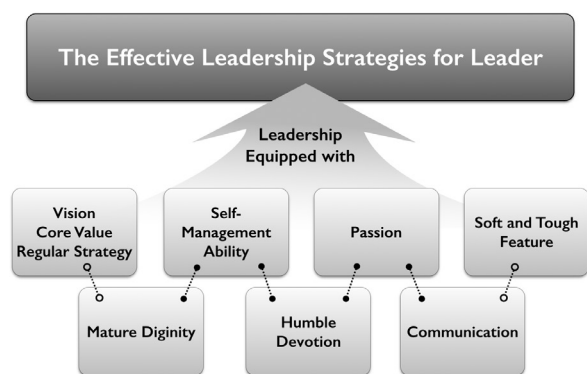 The Effective Leadership Strategies for Leader
Leadership
Equipped with
Vision
Core Value
Regular Strategy
Self-
Management
Ability
Passion
Soft and Tough
Feature
Mature Diginity
Humble
Devotion
Communication